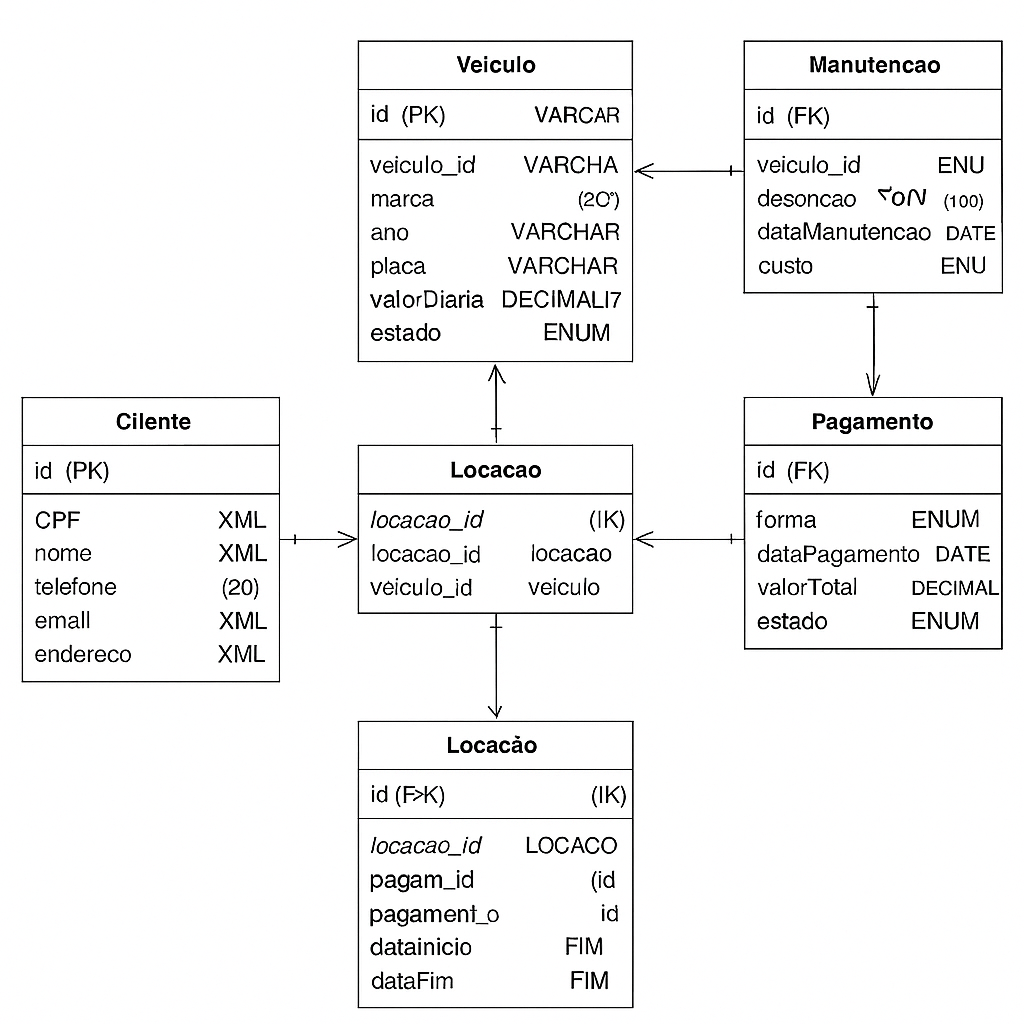 Veiculo
id (PK) VARCAR
veiculo_id VARCHA
marca (2O°)
ano VARCHAR
placa VARCHAR
valorDiaria DECIMALI7
estado ENUM
Manutencao
id (FK)
veiculo_id ENU
desoncao (100)
dataManutencao DATE
custo ENU
Cilente
id (PK)
CPF XML
nome XML
telefone (20)
emall XML
endereco XML
Locacao
locacao_id (IK)
locacao_id locacao
veiculo_id veiculo
Pagamento
id (FK)
forma ENUM
dataPagamento DATE
valorTotal DECIMAL
estado ENUM
Locacảo
id (F>K) (IK)
locacao_id LOCACO
pagam_id (id
pagament_o id
datainicio FIM
dataFim FIM